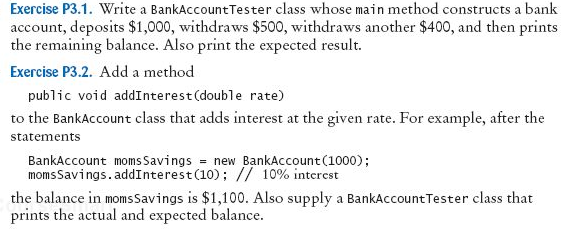 Exercise P3.1. Write a BankAccountTester class whose main method constructs a bank
account, deposits $1,000, withdraws $500, withdraws another $400, and then prints
the remaining balance. Also print the expected result.
Exercise P3.2. Add a method
public void addInterest(double rate)
to the BankAccount class that adds interest at the given rate. For example, after the
statements
BankAccount momsSavings = new BankAccount(1000);
momsSavings.addInterest(10); // 10% interest
the balance in momsSavings is $1,100. Also supply a BankAccountTester class that
prints the actual and expected balance.